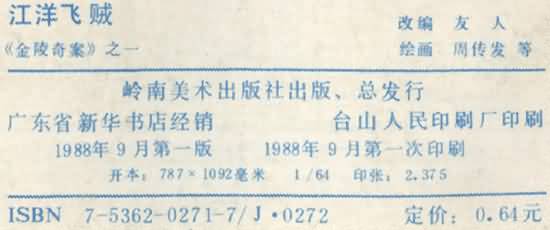 江洋飞贼
改编 友人
《金陵奇案》之一
绘画 周传发 等
岭南美术出版社出版、总发行
广东省新华书店经销 台山人民印刷厂印刷
1988年9月第一版 1988年9月第一次印刷
开本：787×1092毫米 1/64 印张：2.375
ISBN 7-5362-0271-7/J·0272 定价：0.64元